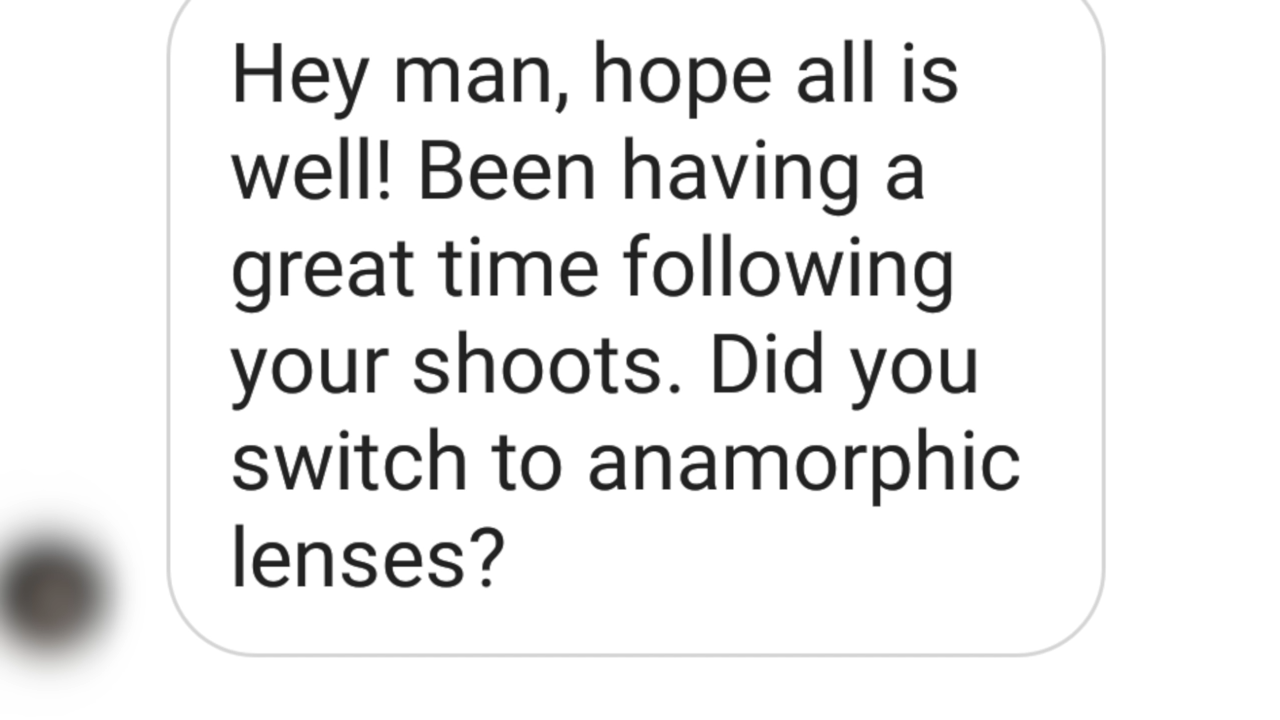 Hey man, hope all is
well! Been having a
great time following
your shoots. Did you
switch to anamorphic
lenses?